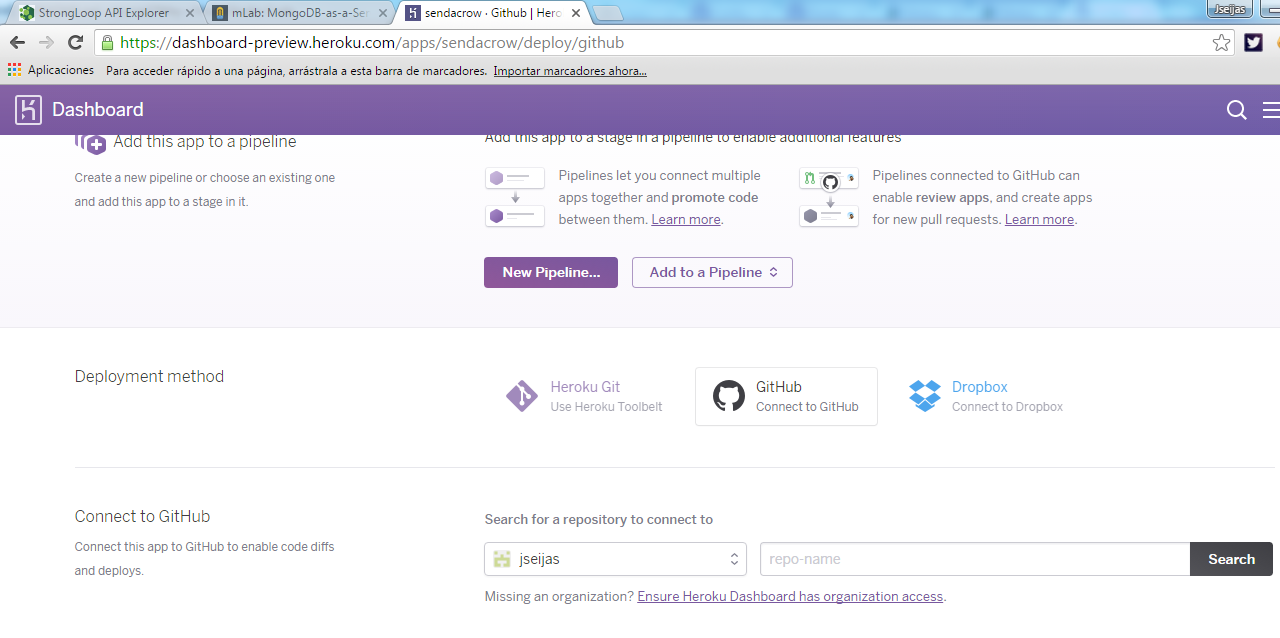 StrongLoop API Explorer
mLab: MongoDB-as-a-Se
sendacrow · Github | Hero
Jseijas
https://dashboard-preview.heroku.com/apps/sendacrow/deploy/github
Aplicaciones Para acceder rápido a una página, arrástrala a esta barra de marcadores. Importar marcadores ahora...
Dashboard
Add this app to a pipeline
Create a new pipeline or choose an existing one
and add this app to a stage in it.
Add this app to a stage in a pipeline to enable additional features
Pipelines let you connect multiple
apps together and promote code
between them. Learn more.
Pipelines connected to GitHub can
enable review apps, and create apps
for new pull requests. Learn more.
New Pipeline...
Add to a Pipeline
Deployment method
Heroku Git
Use Heroku Toolbelt
GitHub
Connect to GitHub
Dropbox
Connect to Dropbox
Connect to GitHub
Connect this app to GitHub to enable code diffs
and deploys.
Search for a repository to connect to
jseijas
repo-name
Search
Missing an organization? Ensure Heroku Dashboard has organization access.